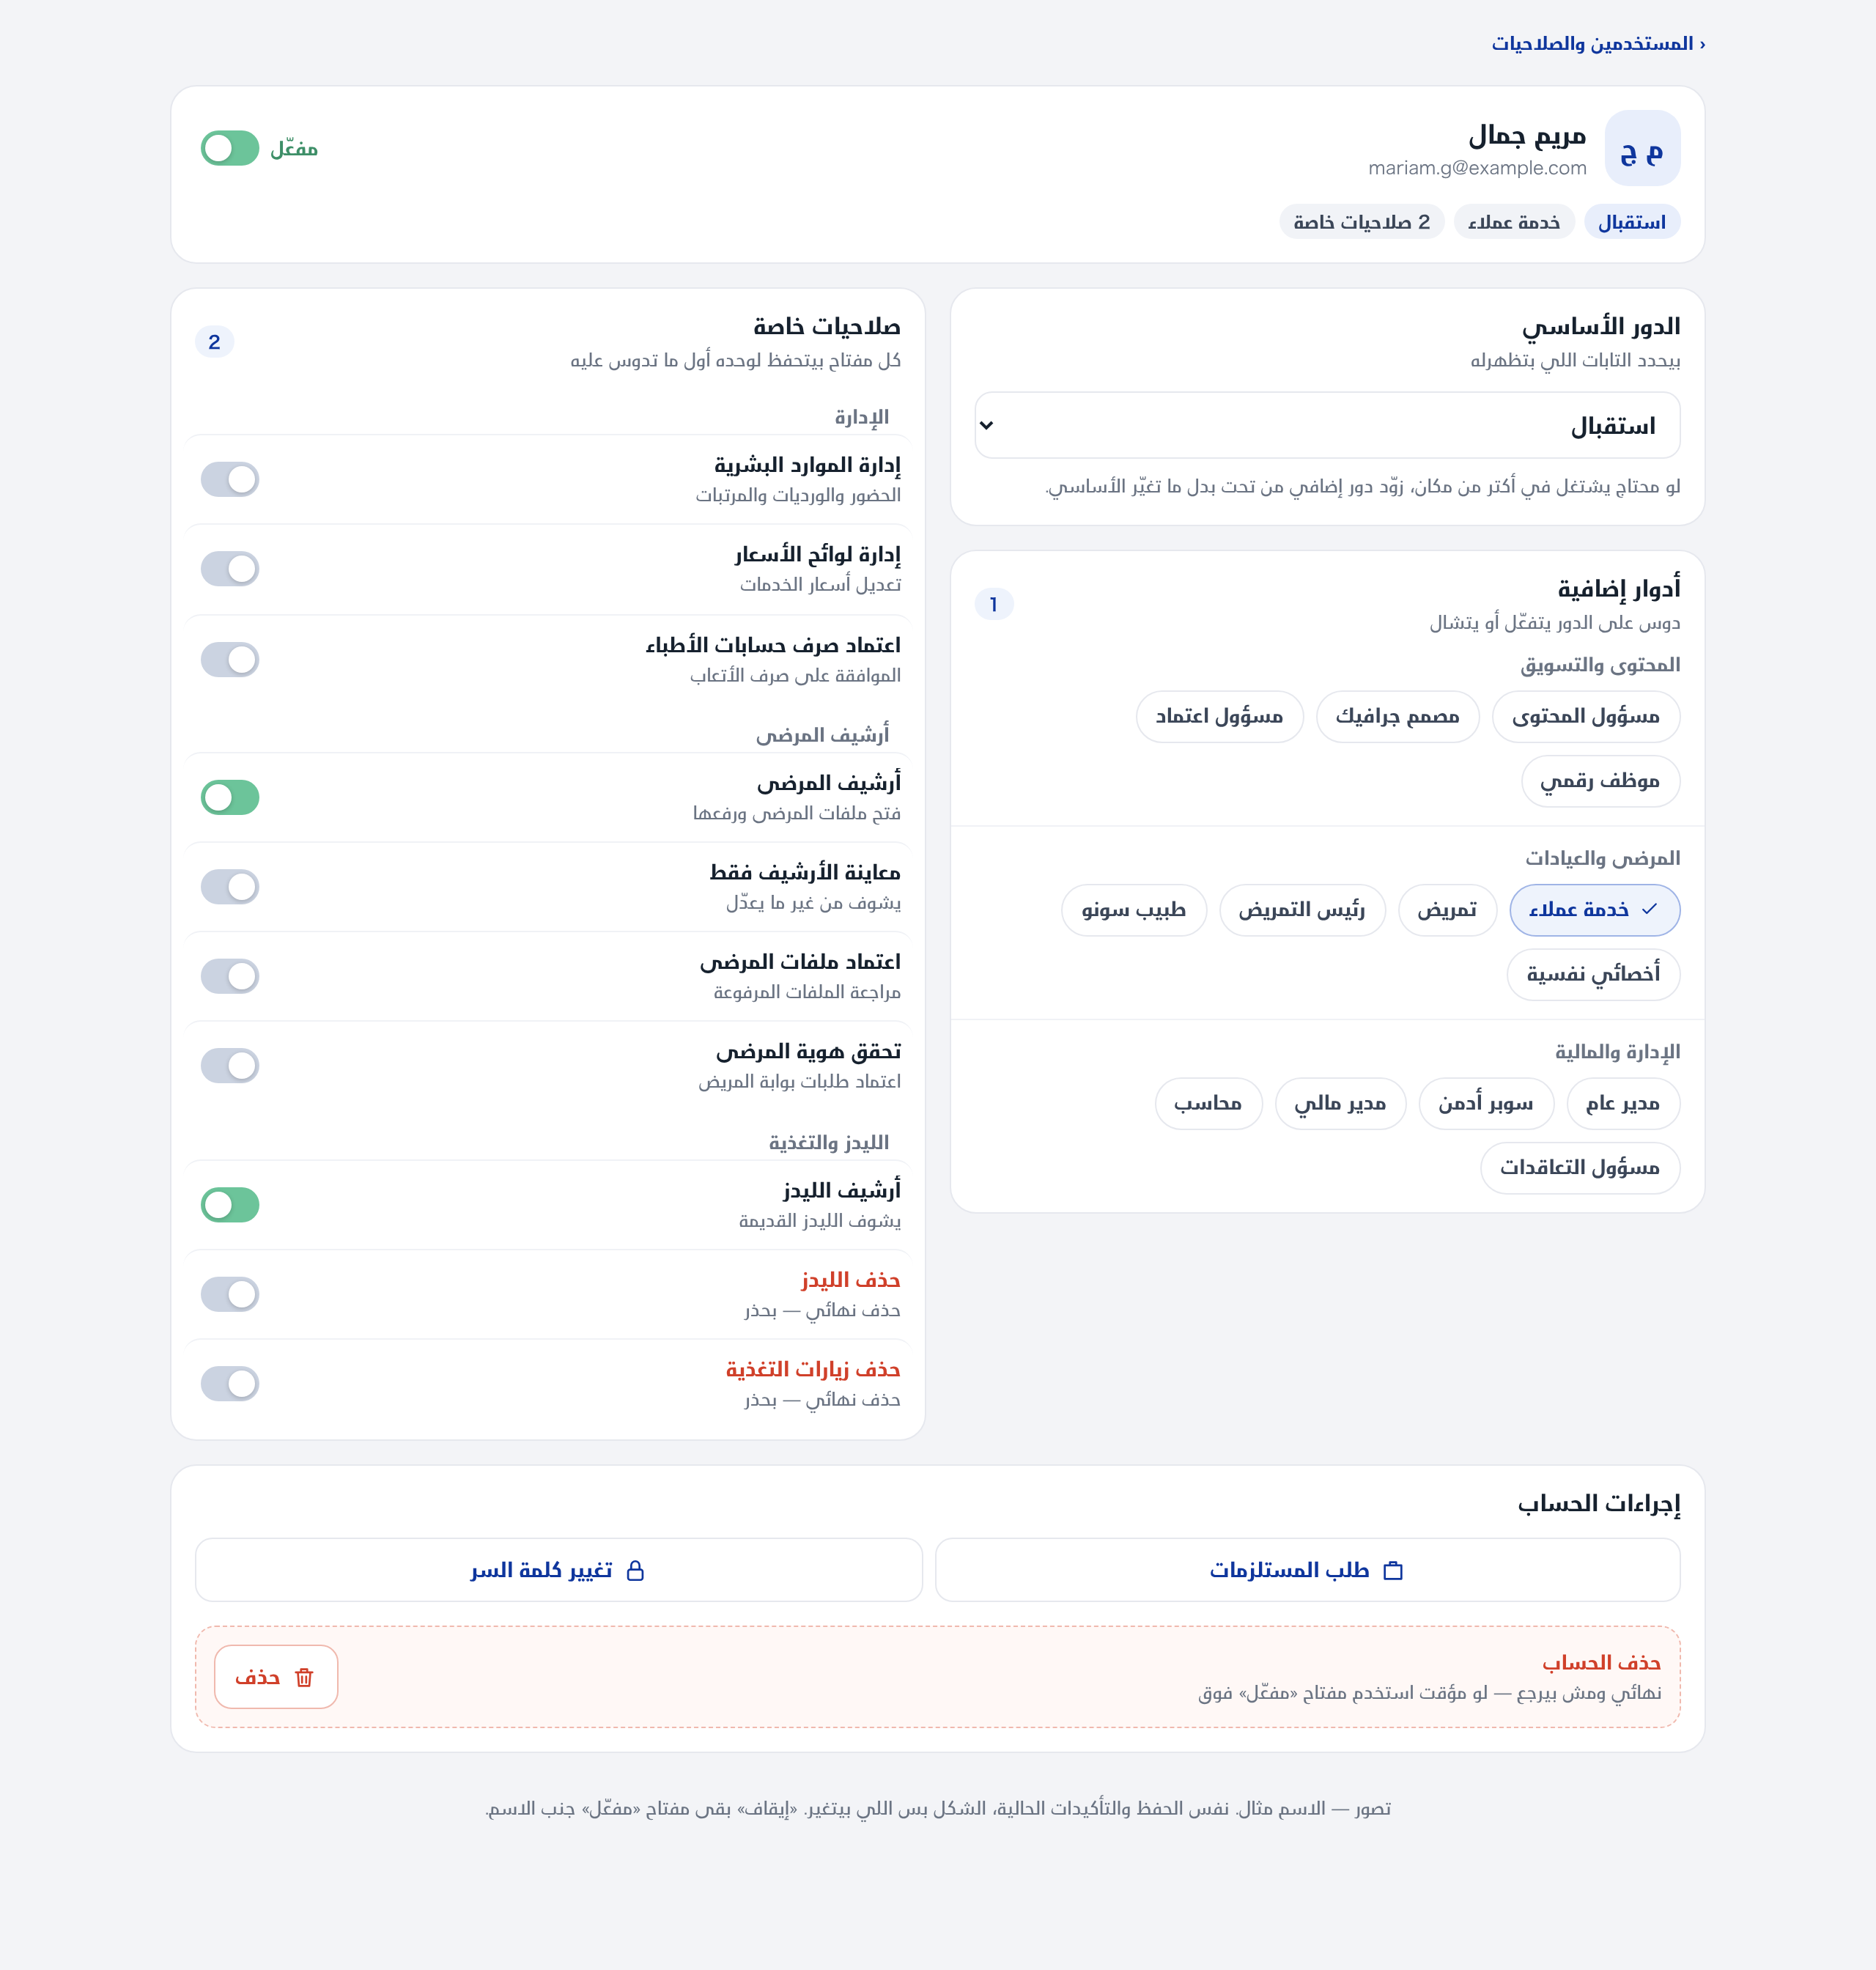 ‹ المستخدمين والصلاحيات
م ج
مريم جمال
mariam.g@example.com
مفعّل
استقبال
خدمة عملاء
2 صلاحيات خاصة
الدور الأساسي
بيحدد التابات اللي بتظهرله
استقبال
لو محتاج يشتغل في أكتر من مكان، زوّد دور إضافي من تحت بدل ما تغيّر الأساسي.
أدوار إضافية
1
دوس على الدور يتفعّل أو يتشال
المحتوى والتسويق
مسؤول المحتوى
مصمم جرافيك
مسؤول اعتماد
موظف رقمي
المرضى والعيادات
خدمة عملاء
تمريض
رئيس التمريض
طبيب سونو
أخصائي نفسية
الإدارة والمالية
مدير عام
سوبر أدمن
مدير مالي
محاسب
مسؤول التعاقدات
صلاحيات خاصة
2
كل مفتاح بيتحفظ لوحده أول ما تدوس عليه
الإدارة
إدارة الموارد البشرية
الحضور والورديات والمرتبات
إدارة لوائح الأسعار
تعديل أسعار الخدمات
اعتماد صرف حسابات الأطباء
الموافقة على صرف الأتعاب
أرشيف المرضى
أرشيف المرضى
فتح ملفات المرضى ورفعها
معاينة الأرشيف فقط
يشوف من غير ما يعدّل
اعتماد ملفات المرضى
مراجعة الملفات المرفوعة
تحقق هوية المرضى
اعتماد طلبات بوابة المريض
الليدز والتغذية
أرشيف الليدز
يشوف الليدز القديمة
حذف الليدز
حذف نهائي — بحذر
حذف زيارات التغذية
حذف نهائي — بحذر
إجراءات الحساب
طلب المستلزمات
تغيير كلمة السر
حذف الحساب
نهائي ومش بيرجع — لو مؤقت استخدم مفتاح «مفعّل» فوق
حذف
تصور — الاسم مثال. نفس الحفظ والتأكيدات الحالية، الشكل بس اللي بيتغير. «إيقاف» بقى مفتاح «مفعّل» جنب الاسم.